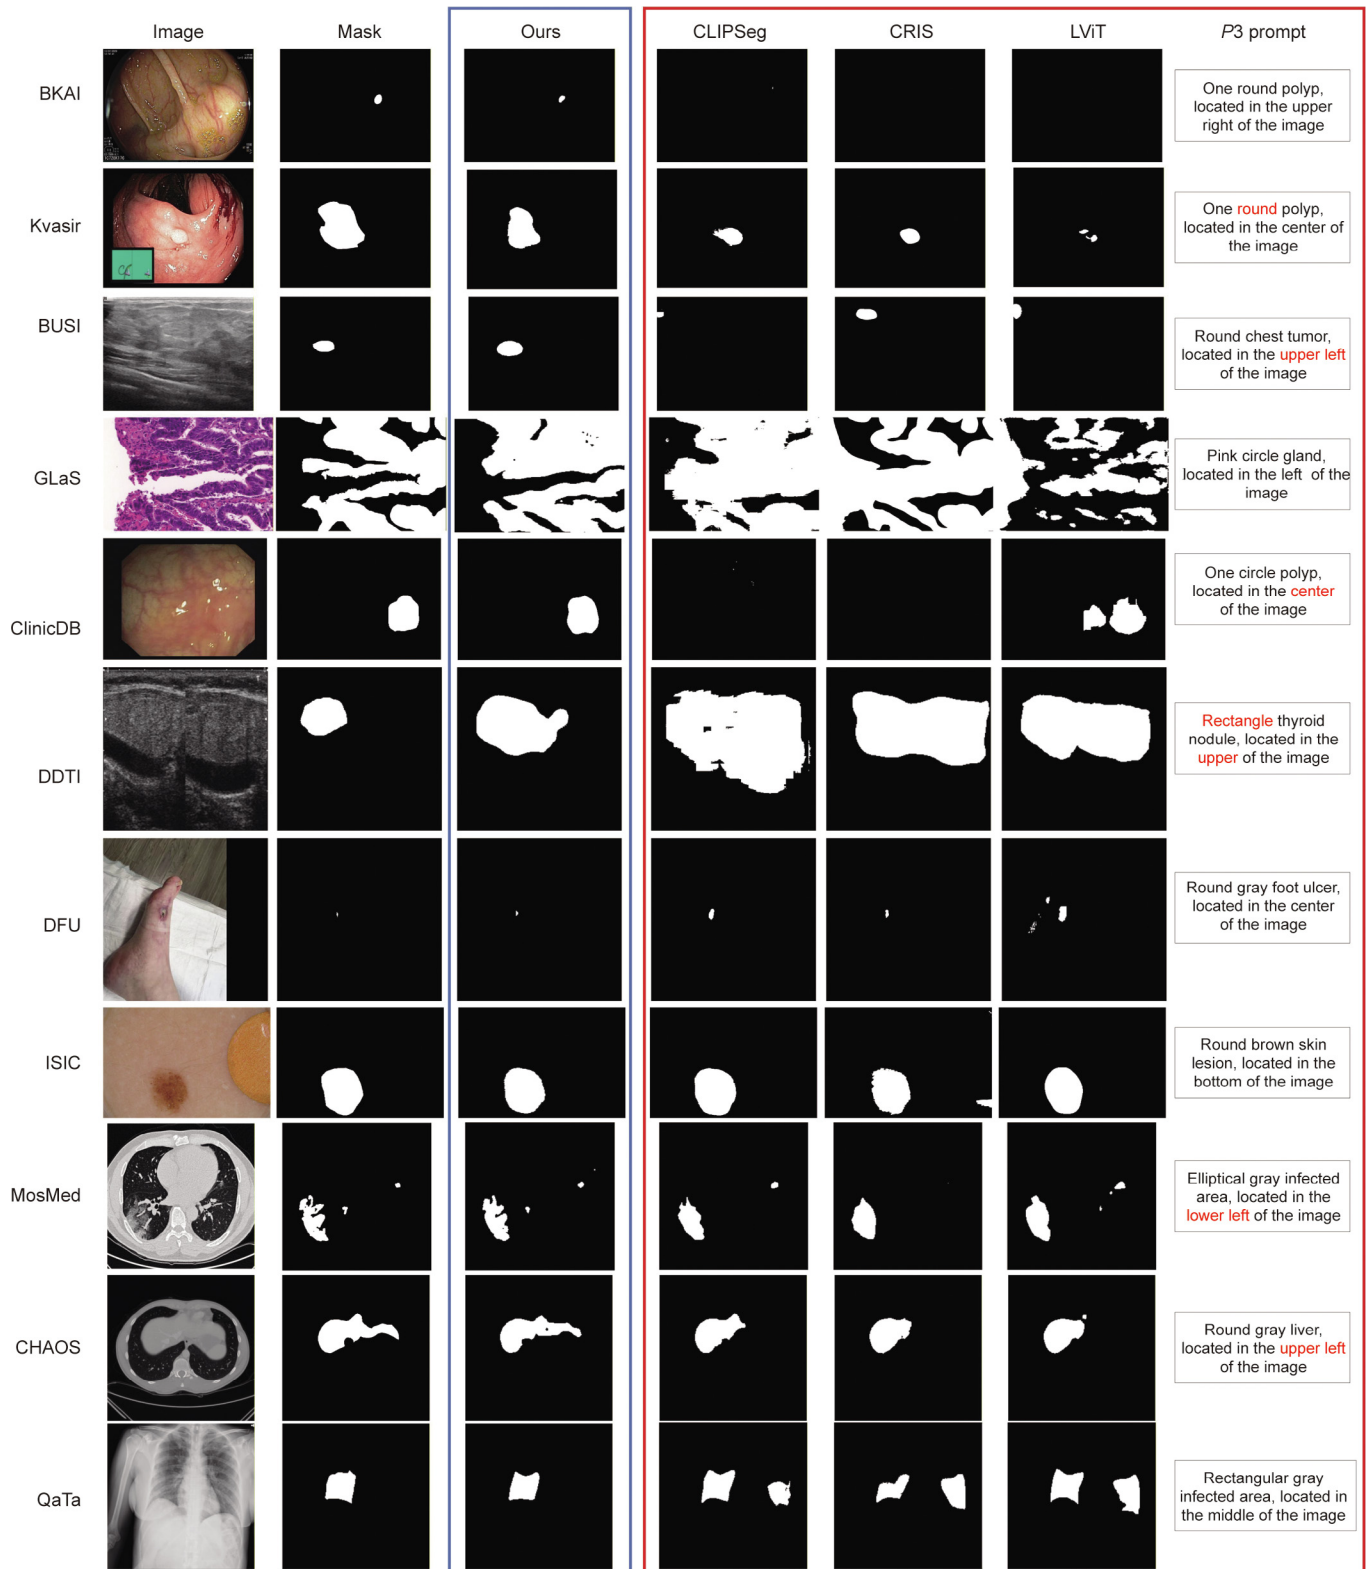 Image Mask Ours CLIPSeg CRIS LViT P3 prompt
BKAI
One round polyp,
located in the upper
right of the image
Kvasir
One round polyp,
located in the center of
the image
BUSI
Round chest tumor,
located in the upper left
of the image
GLaS
Pink circle gland,
located in the left of the
image
ClinicDB
One circle polyp,
located in the center
of the image
DDTI
Rectangle thyroid
nodule, located in the
upper of the image
DFU
Round gray foot ulcer,
located in the center
of the image
ISIC
Round brown skin
lesion, located in the
bottom of the image
MosMed
Elliptical gray infected
area, located in the
lower left of the image
CHAOS
Round gray liver,
located in the upper left
of the image
QaTa
Rectangular gray
infected area, located in
the middle of the image